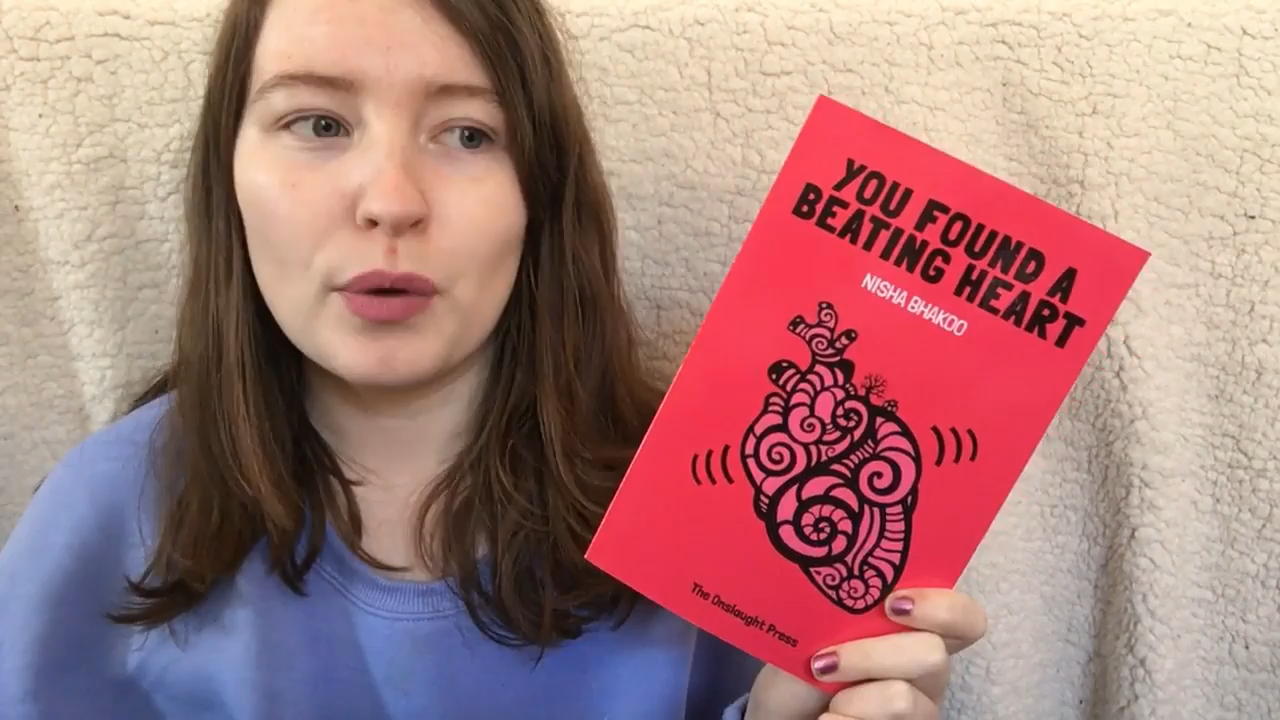 YOU FOUND A
BEATING HEART
NISHA BHAKOO
The Onslaught Press